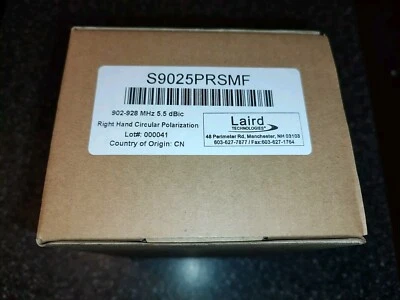 S9025PRSMF
902-928 MHz 5.5 dBic
Right Hand Circular Polarization
Lot#: 000041
Country of Origin: CN
Laird
TECHNOLOGIES®
48 Perimeter Rd, Manchester, NH 03103
603-627-7877 / Fax:603-627-1764